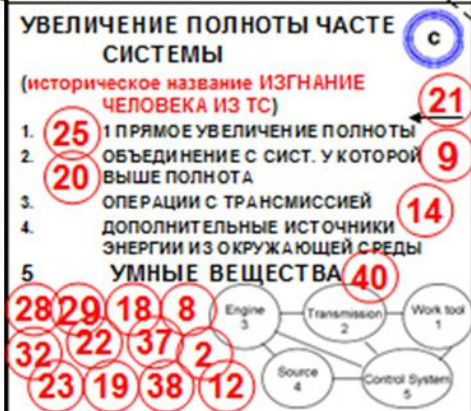 УВЕЛИЧЕНИЕ ПОЛНОТЫ ЧАСТЕ
СИСТЕМЫ
C
(историческое название ИЗГНАНИЕ
ЧЕЛОВЕКА ИЗ ТС)
21
1. 25 1 ПРЯМОЕ УВЕЛИЧЕНИЕ ПОЛНОТЫ
2. ОБЪЕДИНЕНИЕ С СИСТ. У КОТОРОЙ 9
20 ВЫШЕ ПОЛНОТА
3. ОПЕРАЦИИ С ТРАНСМИССИЕЙ 14
4. ДОПОЛНИТЕЛЬНЫЕ ИСТОЧНИКИ
ЭНЕРГИИ ИЗ ОКРУЖАЮЩЕЙ СРЕДЫ
5 УМНЫЕ ВЕЩЕСТВА 40
28 29 18 8
Engine
3
Transmission
2
Work tool
1
32 22 37 2
Source
4
Control System
5
23 19 38 12